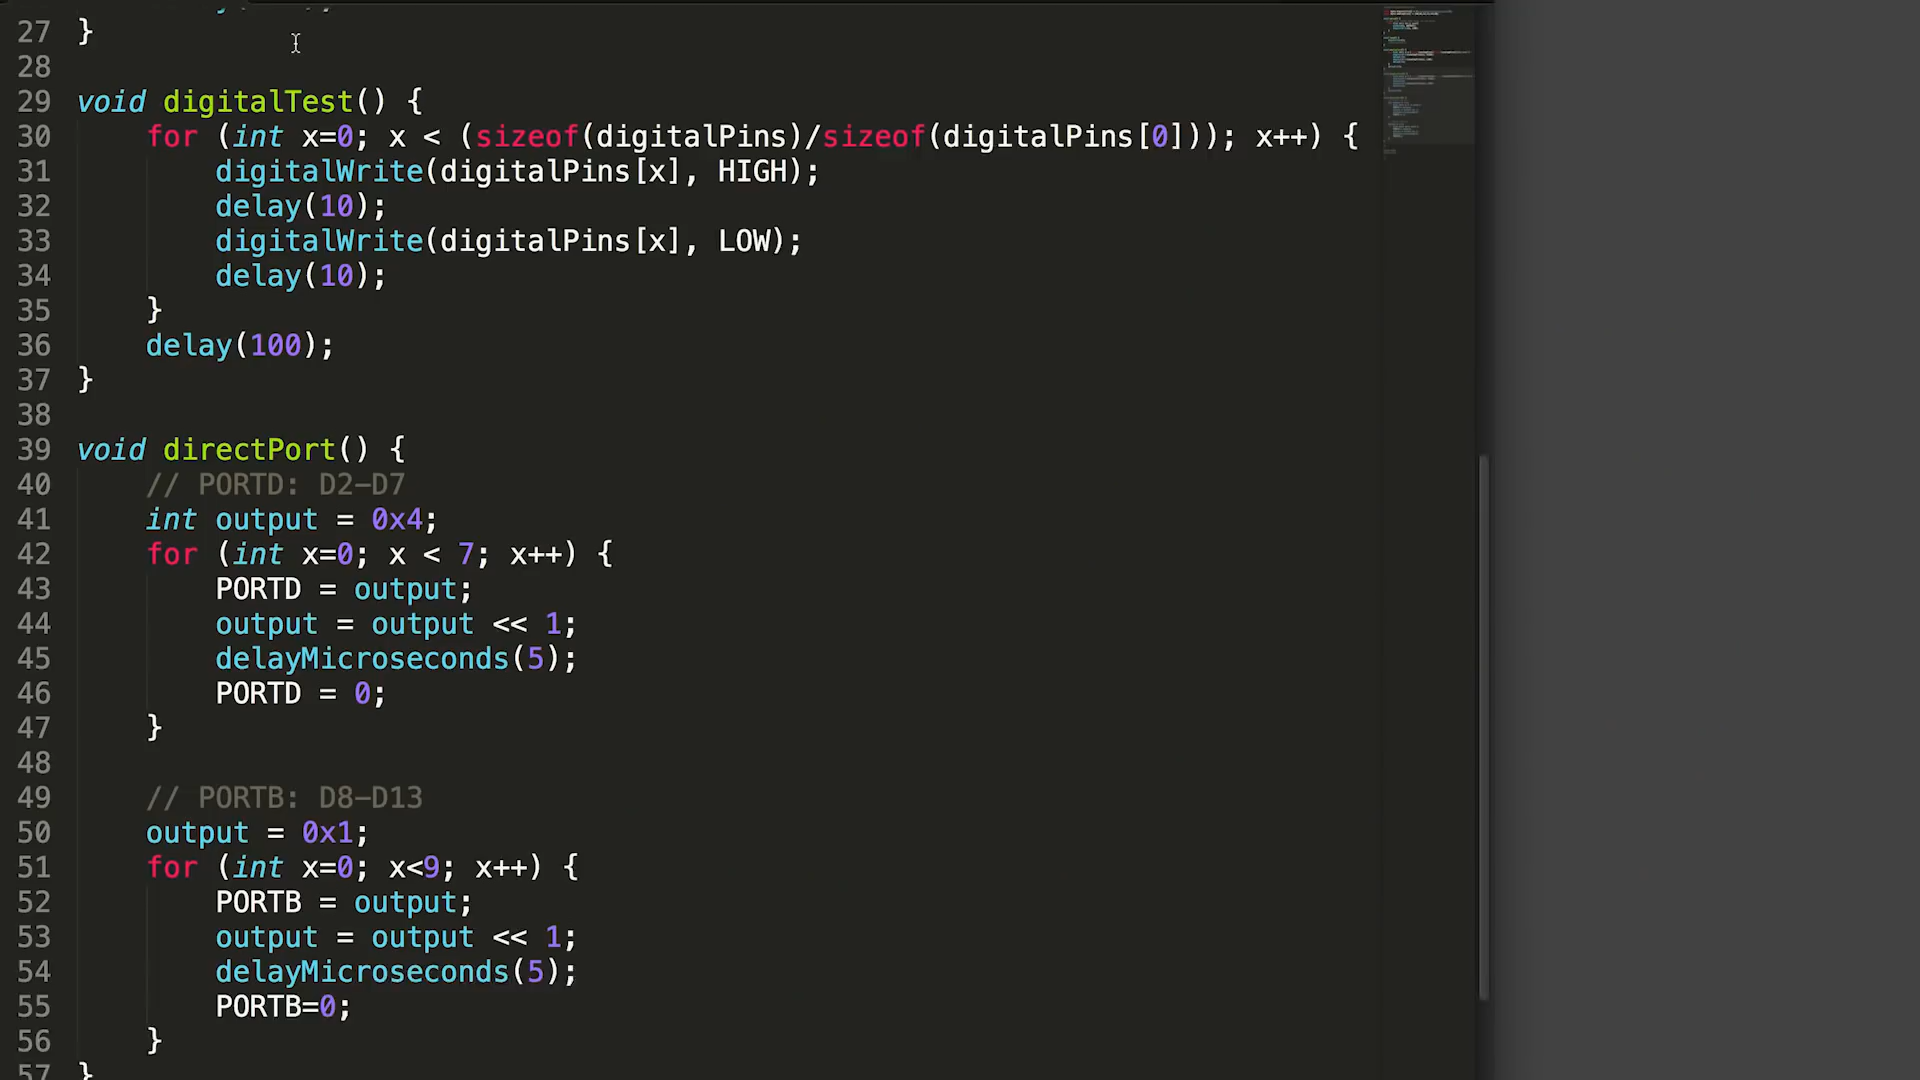 27 }
28
29 void digitalTest() {
30 for (int x=0; x < (sizeof(digitalPins)/sizeof(digitalPins[0])); x++) {
31 digitalWrite(digitalPins[x], HIGH);
32 delay(10);
33 digitalWrite(digitalPins[x], LOW);
34 delay(10);
35 }
36 delay(100);
37 }
38
39 void directPort() {
40 // PORTD: D2-D7
41 int output = 0x4;
42 for (int x=0; x < 7; x++) {
43 PORTD = output;
44 output = output << 1;
45 delayMicroseconds(5);
46 PORTD = 0;
47 }
48
49 // PORTB: D8-D13
50 output = 0x1;
51 for (int x=0; x<9; x++) {
52 PORTB = output;
53 output = output << 1;
54 delayMicroseconds(5);
55 PORTB=0;
56 }
57 }